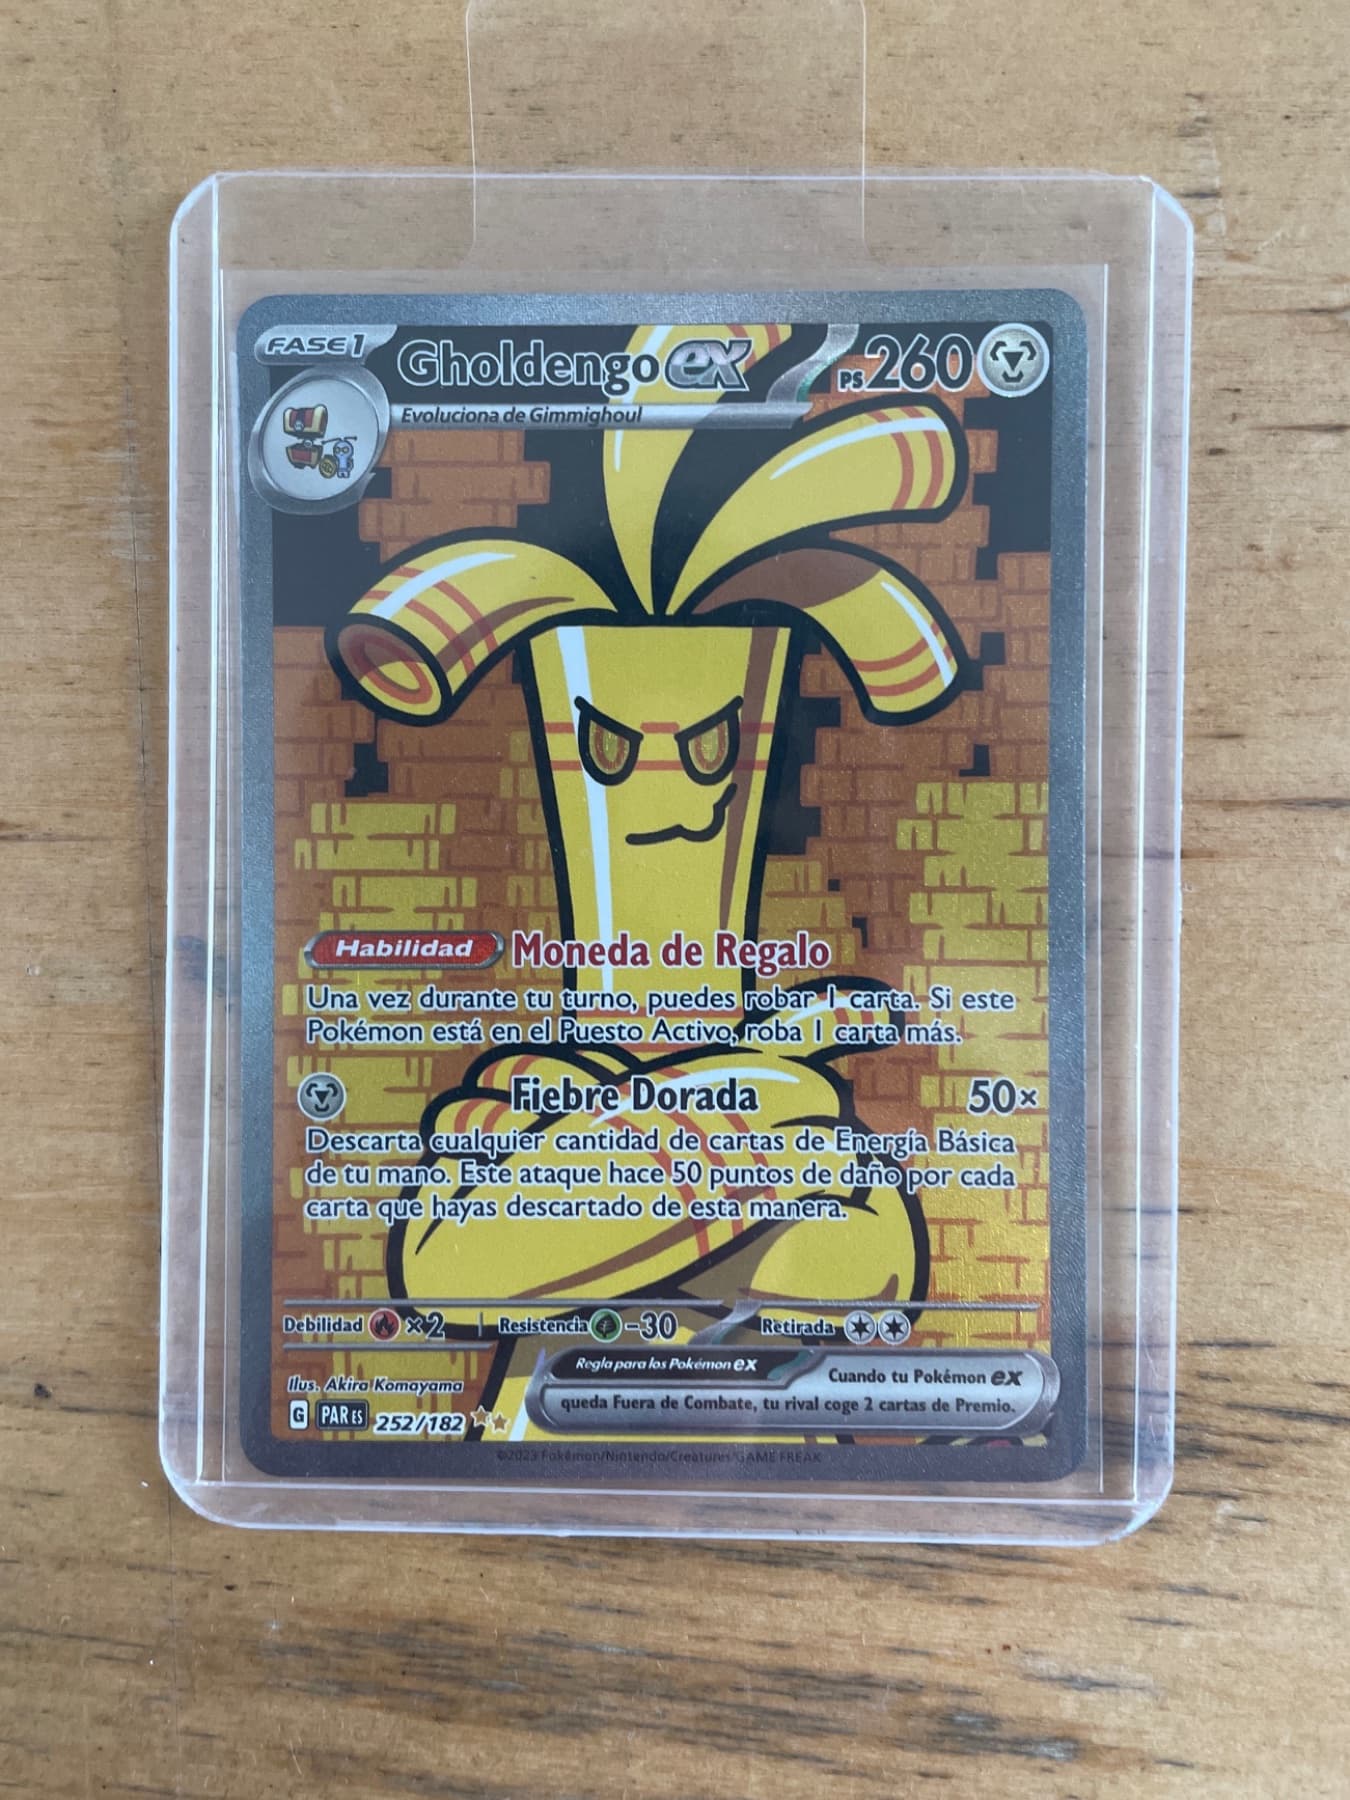 FASE 1
Gholdengo ex
PS 260
Evoluciona de Gimmighoul
Habilidad Moneda de Regalo
Una vez durante tu turno, puedes robar 1 carta. Si este
Pokémon está en el Puesto Activo, roba 1 carta más.
Fiebre Dorada 50×
Descarta cualquier cantidad de cartas de Energía Básica
de tu mano. Este ataque hace 50 puntos de daño por cada
carta que hayas descartado de esta manera.
Debilidad ×2 Resistencia -30 Retirada
Regla para los Pokémon ex
Cuando tu Pokémon ex
queda Fuera de Combate, tu rival coge 2 cartas de Premio.
Ilus. Akira Komayama
G PAR ES 252/182
©2023 Pokémon/Nintendo/Creatures/GAME FREAK